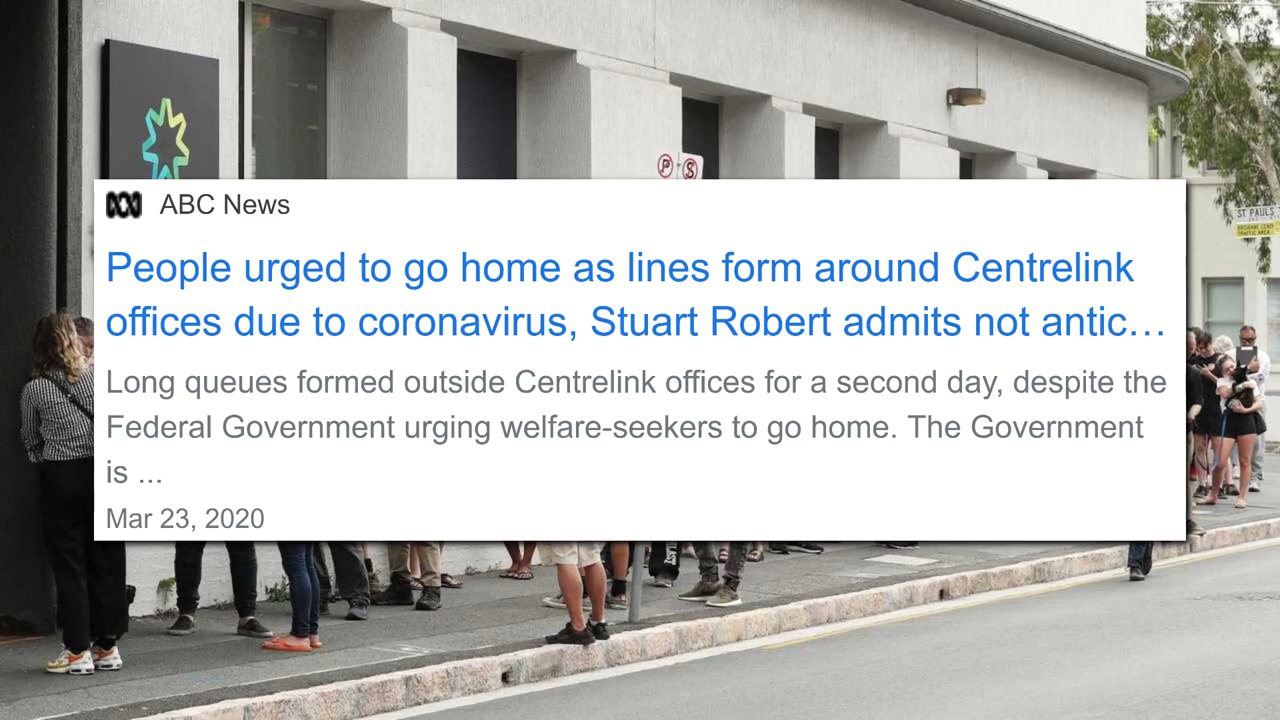 P S
ABC News
People urged to go home as lines form around Centrelink
offices due to coronavirus, Stuart Robert admits not antic…
Long queues formed outside Centrelink offices for a second day, despite the
Federal Government urging welfare-seekers to go home. The Government
is ...
Mar 23, 2020
ST PAULS